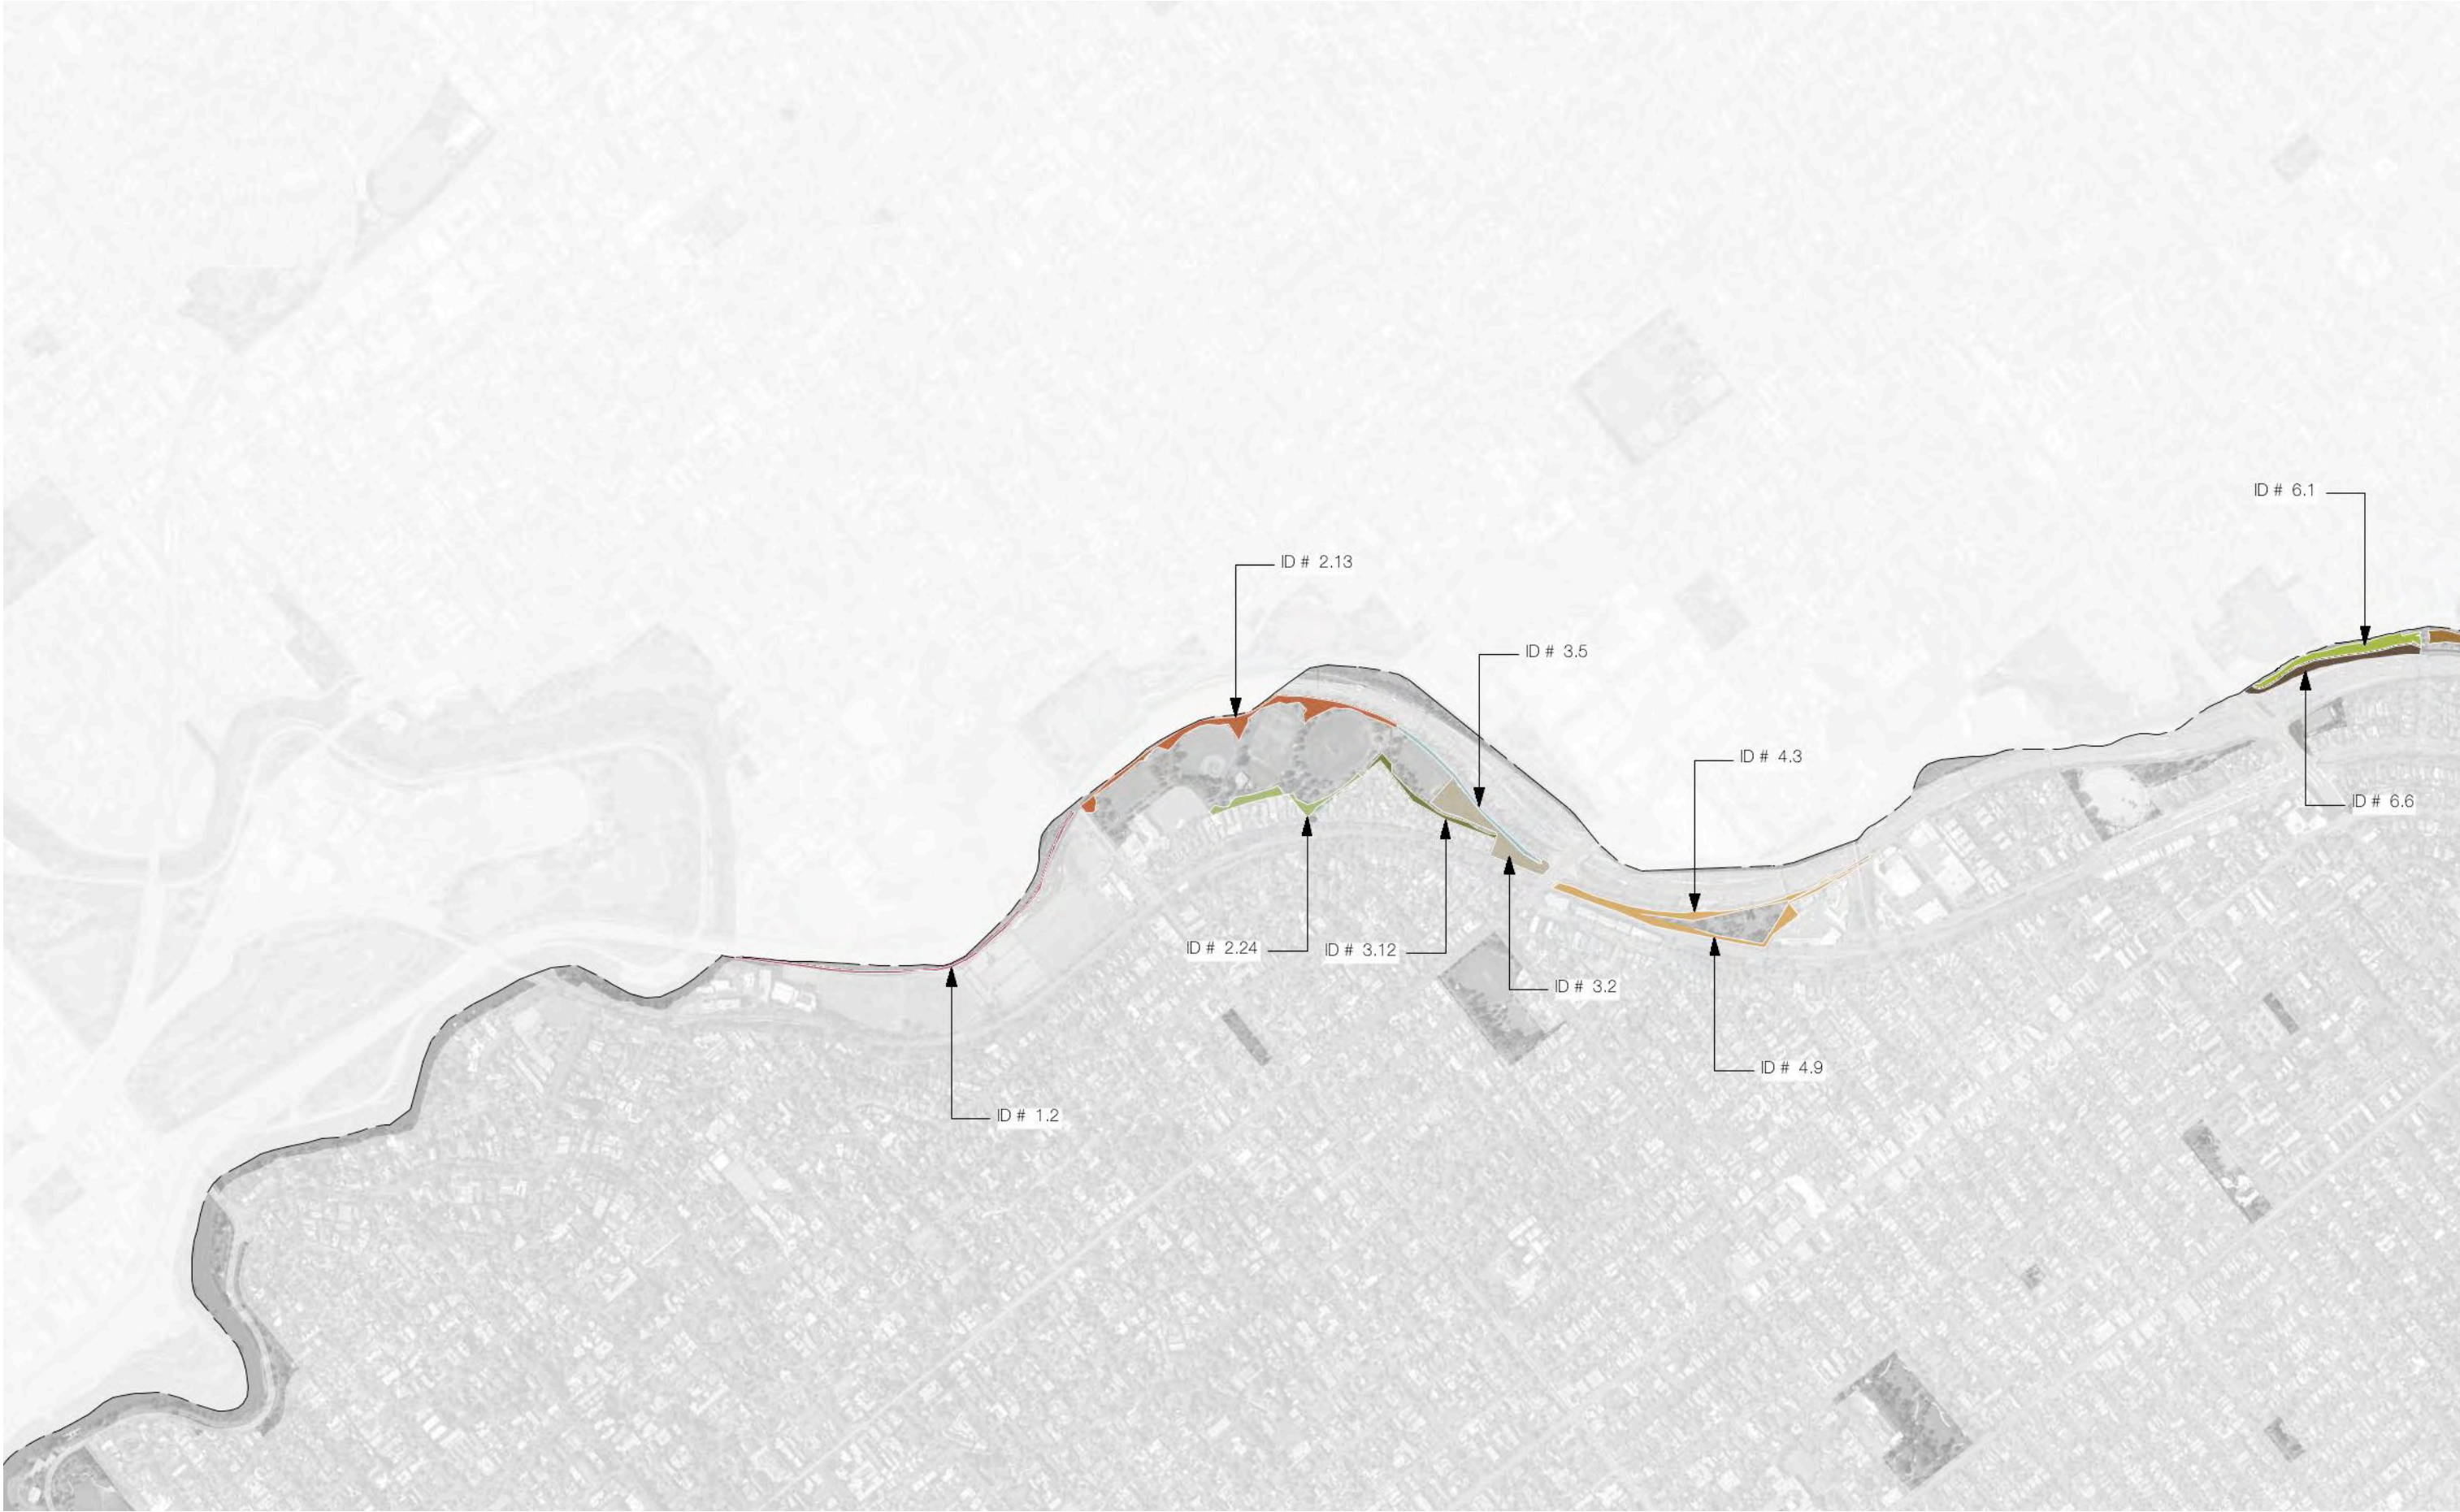 ID # 6.1
ID # 2.13
ID # 3.5
ID # 4.3
ID # 6.6
ID # 2.24
ID # 3.12
ID # 3.2
ID # 4.9
ID # 1.2